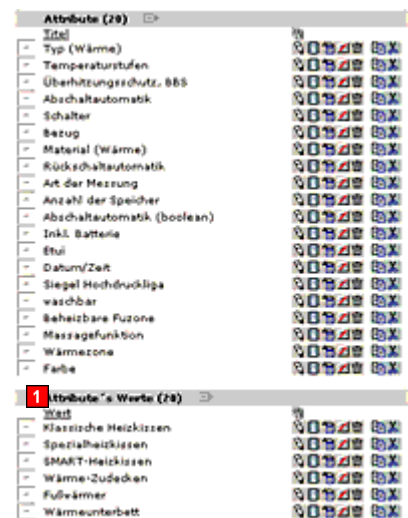 Attribute (20)
Titel
Typ (Wärme)
Temperaturstufen
Überhitzungsschutz, BBS
Abschaltautomatik
Schalter
Bezug
Material (Wärme)
Rückschaltautomatik
Art der Messung
Anzahl der Speicher
Abschaltautomatik (boolean)
Inkl. Batterie
Etui
Datum/Zeit
Siegel Hochdruckliga
waschbar
Beheizbare Fuzone
Massagefunktion
Wärmezone
Farbe
1 Attribute´s Werte (20)
Wert
Klassische Heizkissen
Spezialheizkissen
SMART-Heizkissen
Wärme-Zudecken
Fußwärmer
Wärmeunterbett